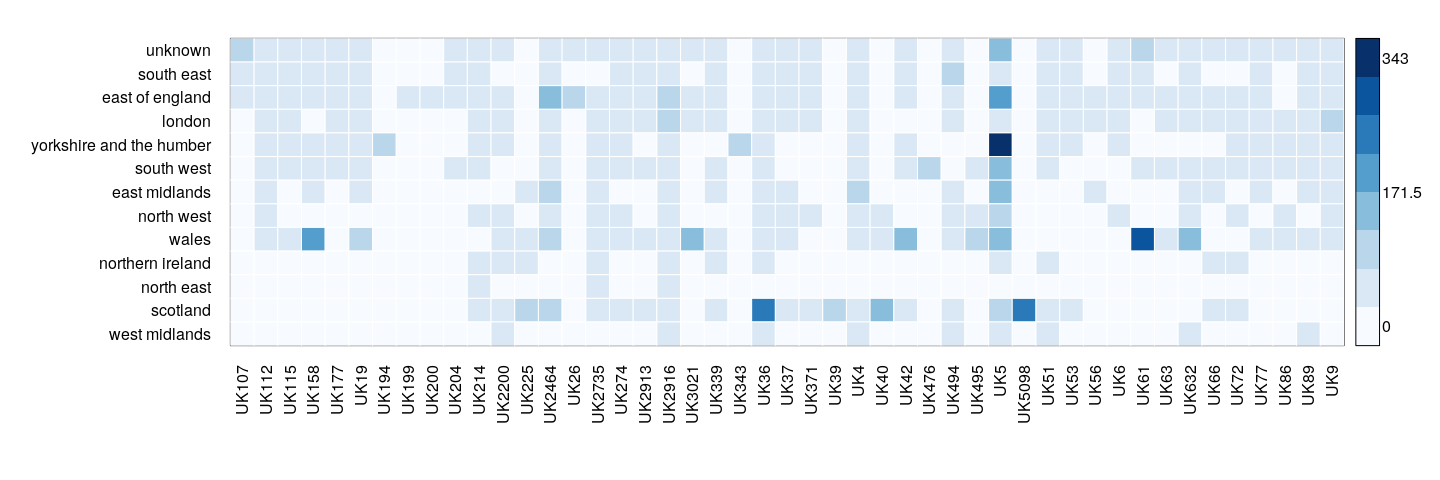 unknown
south east
east of england
london
yorkshire and the humber
south west
east midlands
north west
wales
northern ireland
north east
scotland
west midlands
343
171.5
0
UK107
UK112
UK115
UK158
UK177
UK19
UK194
UK199
UK200
UK204
UK214
UK2200
UK225
UK2464
UK26
UK2735
UK274
UK2913
UK2916
UK3021
UK339
UK343
UK36
UK37
UK371
UK39
UK4
UK40
UK42
UK476
UK494
UK495
UK5
UK5098
UK51
UK53
UK56
UK6
UK61
UK63
UK632
UK66
UK72
UK77
UK86
UK89
UK9